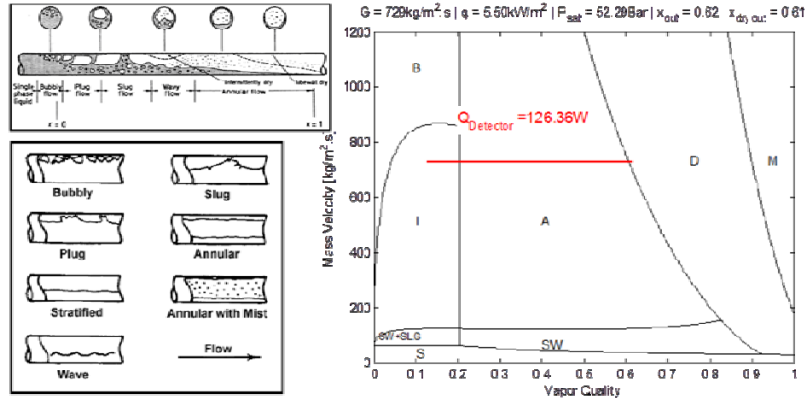 Single phase liquid
Bubbly flow
Plug flow
Slug flow
Wavy flow
Intermittently dry
Annular flow
x = 0
x = 1
Bubbly
Slug
Plug
Annular
Stratified
Annular with Mist
Wave
Flow
G = 729kg/m².s | q = 5.50kW/m² | P_sat = 52.29Bar | x_out = 0.62 x_dry,out = 0.61
Mass Velocity [kg/m².s]
1200
1000
800
600
400
200
0
B
Q_Detector =126.36W
D
M
I
A
SW+SLG
SW
S
0
0.1
0.2
0.3
0.4
0.5
0.6
0.7
0.8
0.9
1
Vapor Quality